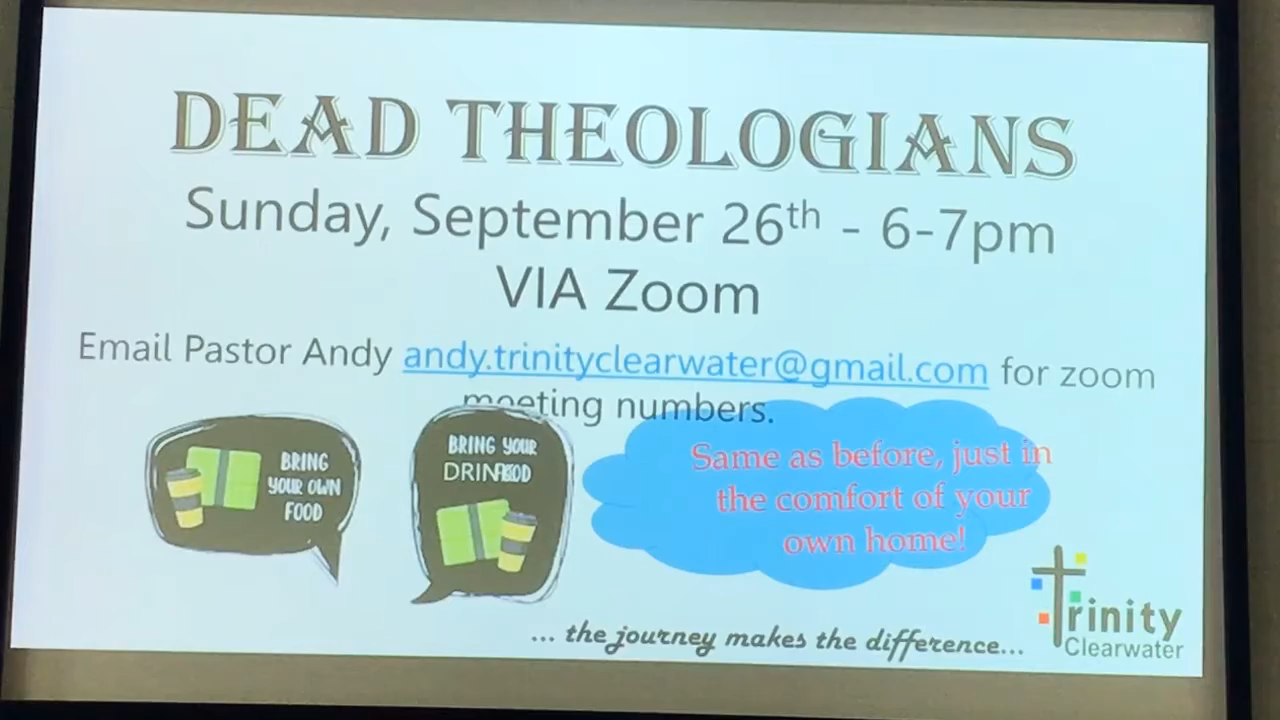 DEAD THEOLOGIANS
Sunday, September 26th - 6-7pm
VIA Zoom
Email Pastor Andy andy.trinityclearwater@gmail.com for zoom
meeting numbers.
BRING
YOUR OWN
FOOD
BRING YOUR
DRINK
Same as before, just in
the comfort of your
own home!
... the journey makes the difference...
Trinity
Clearwater